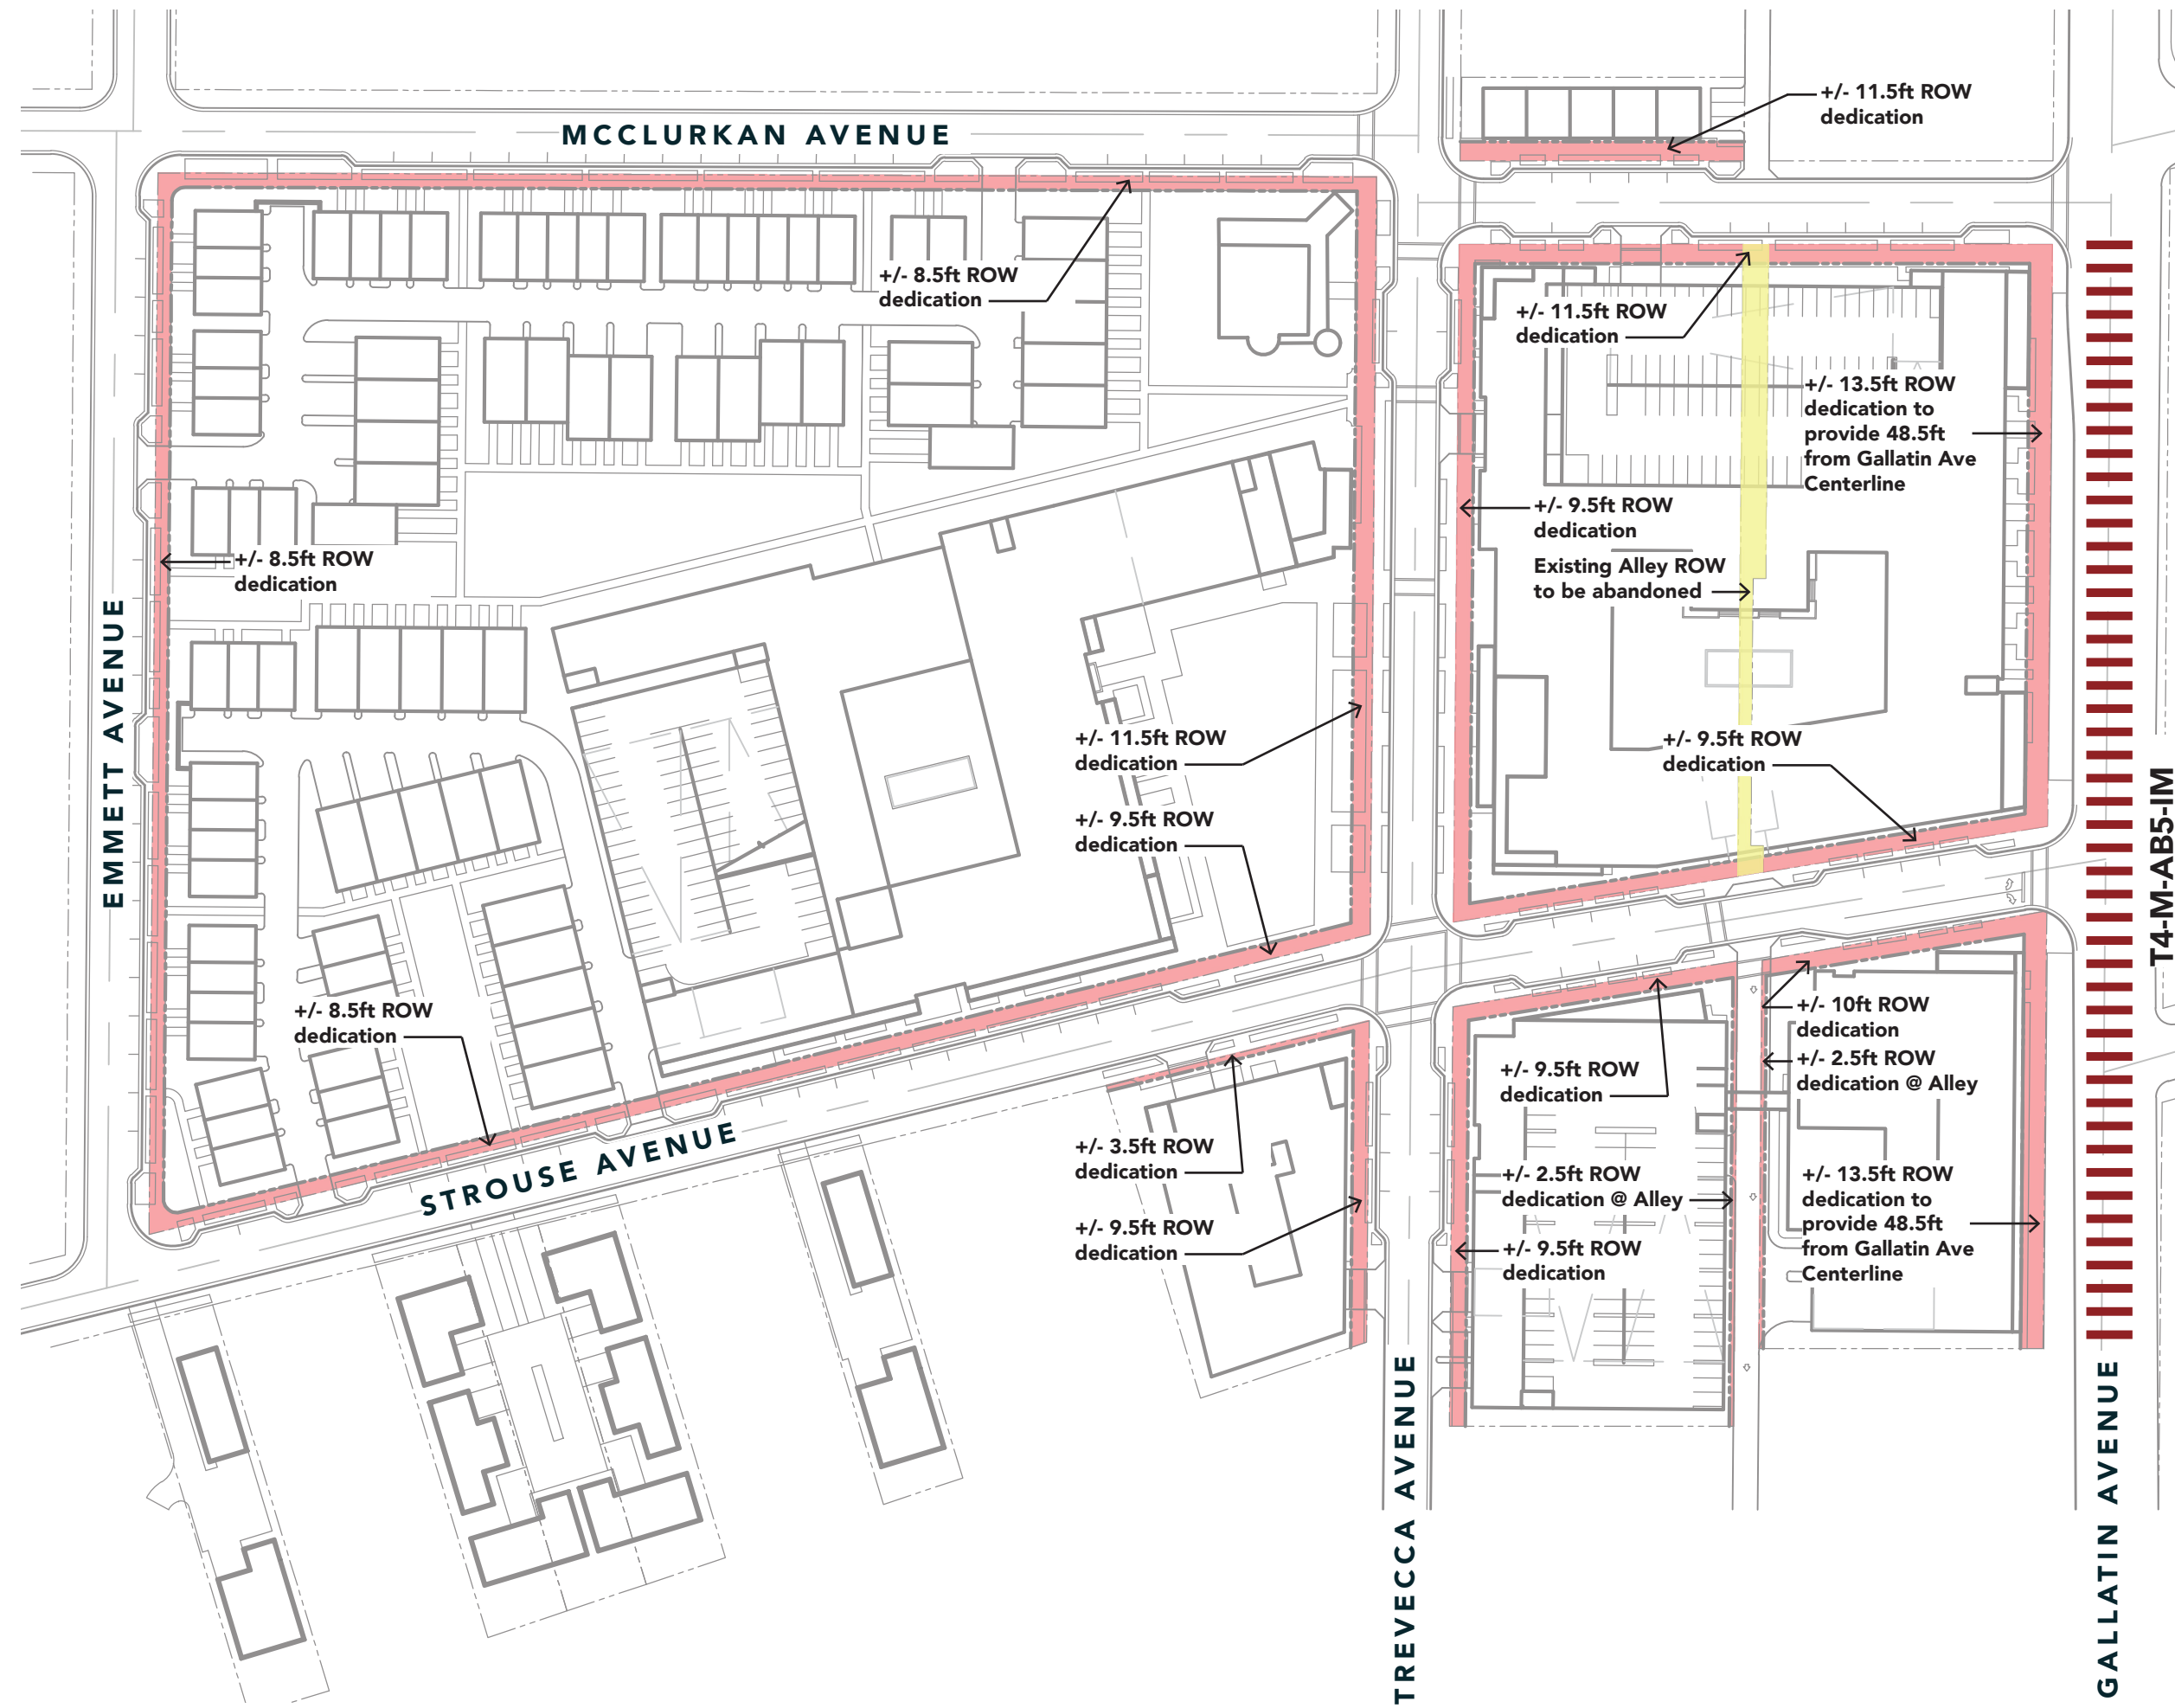 +/- 11.5ft ROW
dedication
MCCLURKAN AVENUE
+/- 8.5ft ROW
dedication
+/- 11.5ft ROW
dedication
+/- 13.5ft ROW
dedication to
provide 48.5ft
from Gallatin Ave
Centerline
+/- 9.5ft ROW
dedication
+/- 8.5ft ROW
dedication
Existing Alley ROW
to be abandoned
EMMETT AVENUE
+/- 11.5ft ROW
dedication
+/- 9.5ft ROW
dedication
T4-M-AB5-IM
+/- 9.5ft ROW
dedication
+/- 8.5ft ROW
dedication
+/- 10ft ROW
dedication
+/- 2.5ft ROW
dedication @ Alley
+/- 9.5ft ROW
dedication
STROUSE AVENUE
+/- 3.5ft ROW
dedication
+/- 2.5ft ROW
dedication @ Alley
+/- 13.5ft ROW
dedication to
provide 48.5ft
from Gallatin Ave
Centerline
+/- 9.5ft ROW
dedication
+/- 9.5ft ROW
dedication
TREVECCA AVENUE
GALLATIN AVENUE